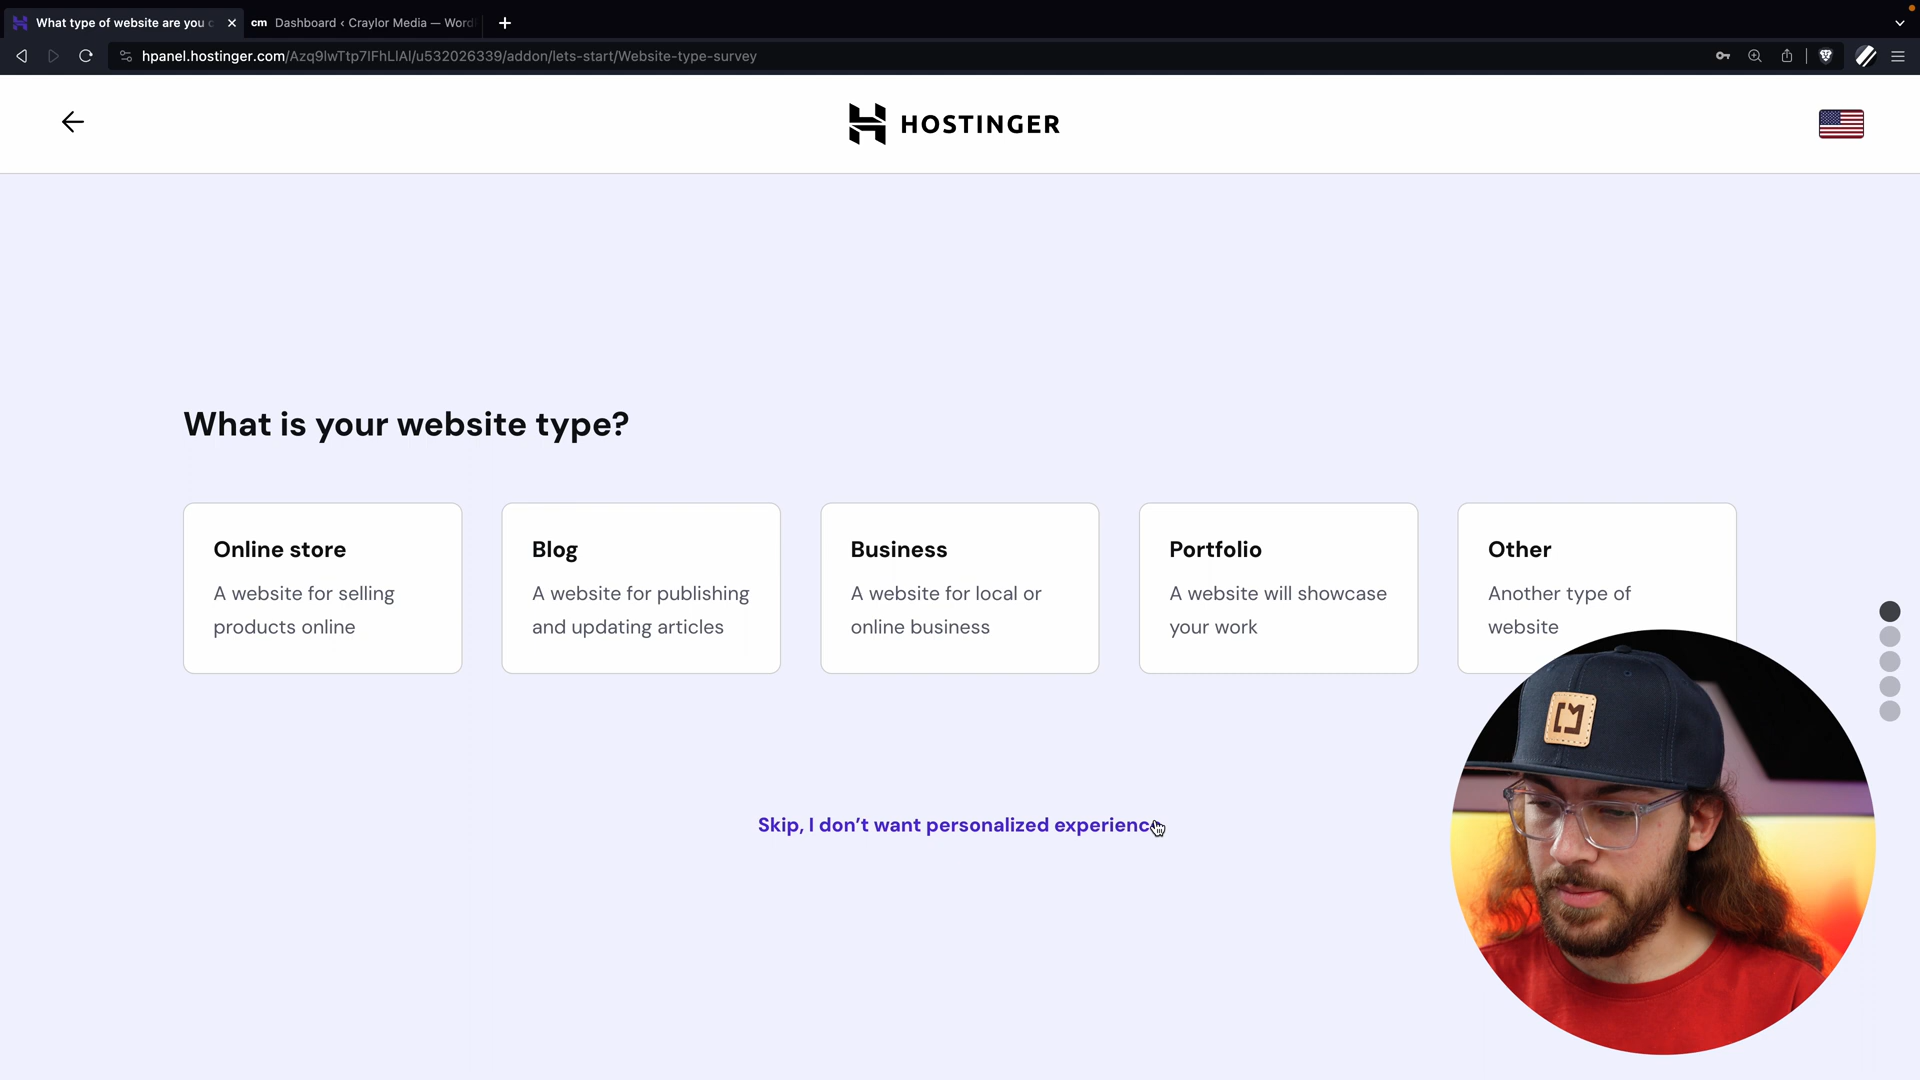 What type of website are you
cm Dashboard ‹ Craylor Media — Word
hpanel.hostinger.com/Azq9lwTtp7lFhLlAl/u532026339/addon/lets-start/Website-type-survey
HOSTINGER
What is your website type?
Online store
A website for selling
products online
Blog
A website for publishing
and updating articles
Business
A website for local or
online business
Portfolio
A website will showcase
your work
Other
Another type of
website
Skip, I don’t want personalized experienc